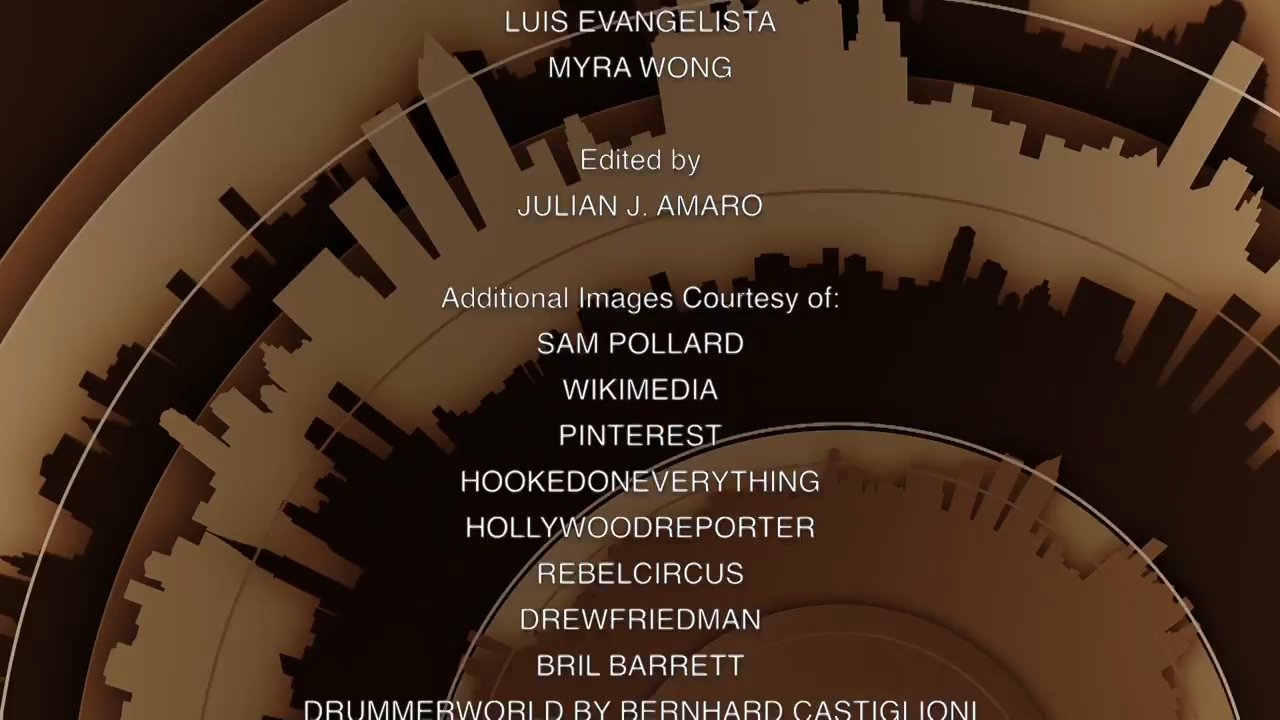 LUIS EVANGELISTA
MYRA WONG
Edited by
JULIAN J. AMARO
Additional Images Courtesy of:
SAM POLLARD
WIKIMEDIA
PINTEREST
HOOKEDONEVERYTHING
HOLLYWOODREPORTER
REBELCIRCUS
DREWFRIEDMAN
BRIL BARRETT
DRUMMERWORLD BY BERNHARD CASTIGLIONI